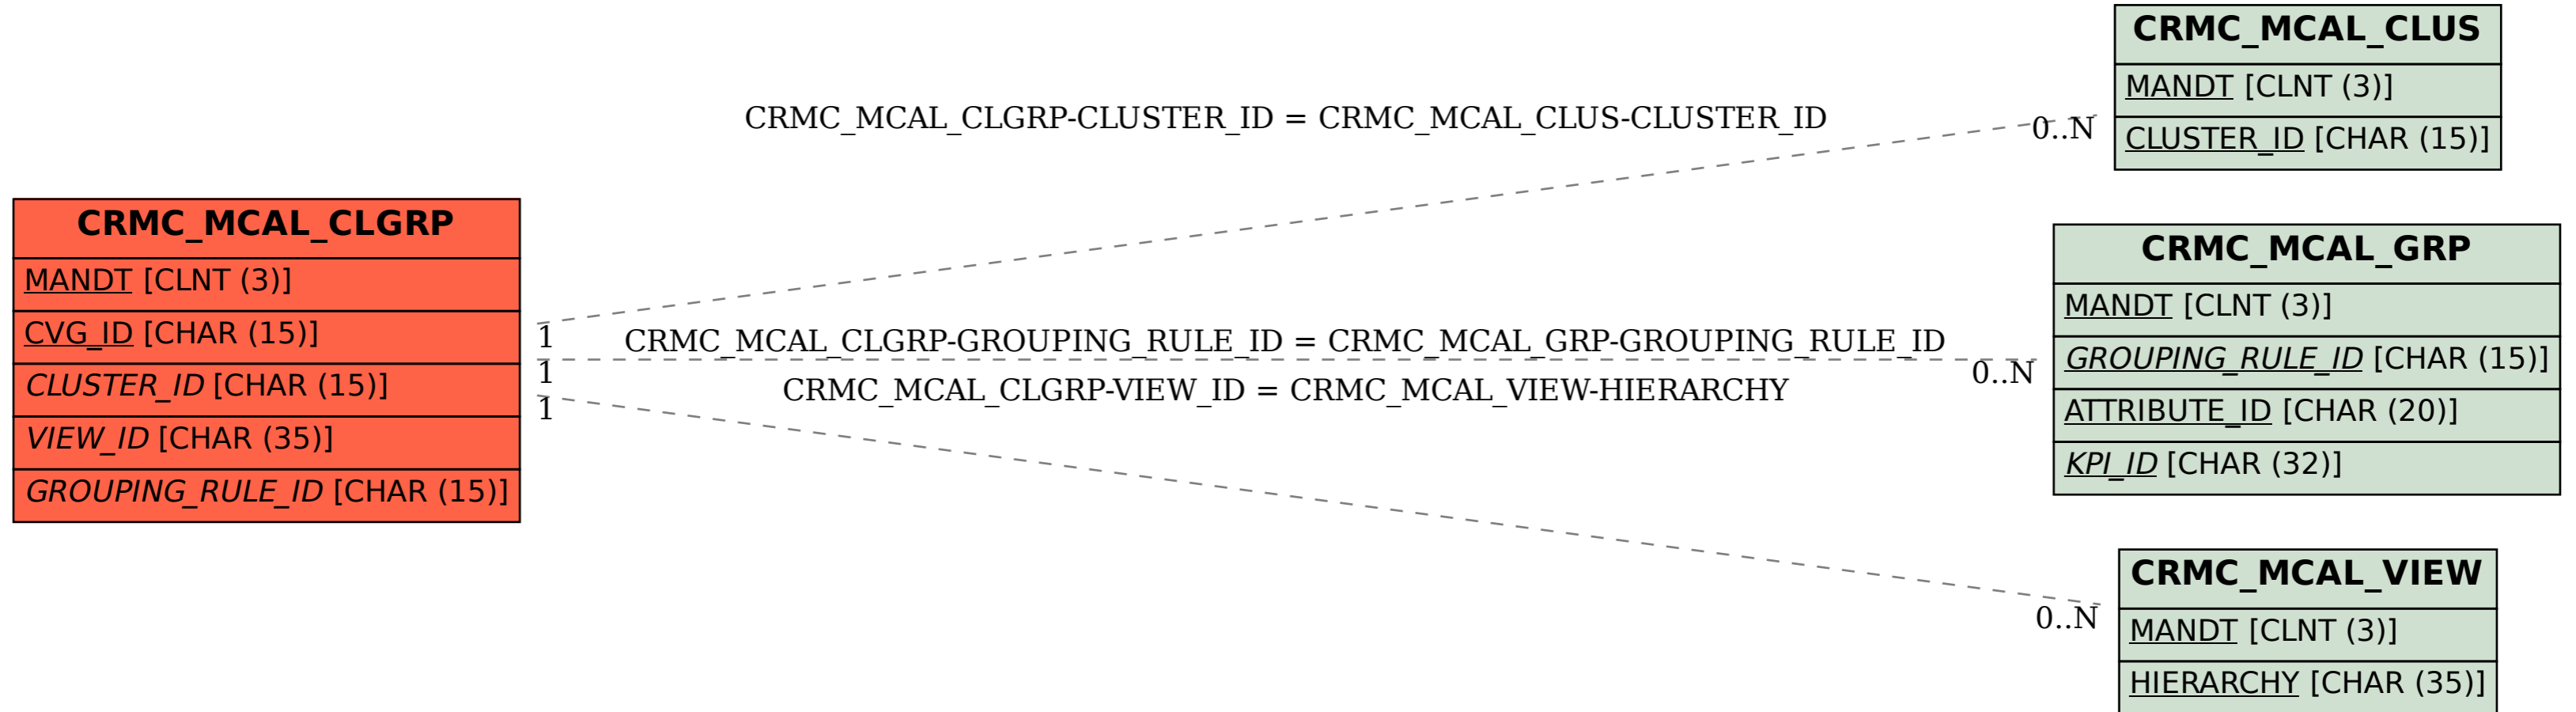 CRMC_MCAL_CLGRP
MANDT [CLNT (3)]
CVG_ID [CHAR (15)]
CLUSTER_ID [CHAR (15)]
VIEW_ID [CHAR (35)]
GROUPING_RULE_ID [CHAR (15)]
CRMC_MCAL_CLGRP-CLUSTER_ID = CRMC_MCAL_CLUS-CLUSTER_ID
1
0..N
CRMC_MCAL_CLGRP-GROUPING_RULE_ID = CRMC_MCAL_GRP-GROUPING_RULE_ID
1
0..N
CRMC_MCAL_CLGRP-VIEW_ID = CRMC_MCAL_VIEW-HIERARCHY
1
0..N
CRMC_MCAL_CLUS
MANDT [CLNT (3)]
CLUSTER_ID [CHAR (15)]
CRMC_MCAL_GRP
MANDT [CLNT (3)]
GROUPING_RULE_ID [CHAR (15)]
ATTRIBUTE_ID [CHAR (20)]
KPI_ID [CHAR (32)]
CRMC_MCAL_VIEW
MANDT [CLNT (3)]
HIERARCHY [CHAR (35)]